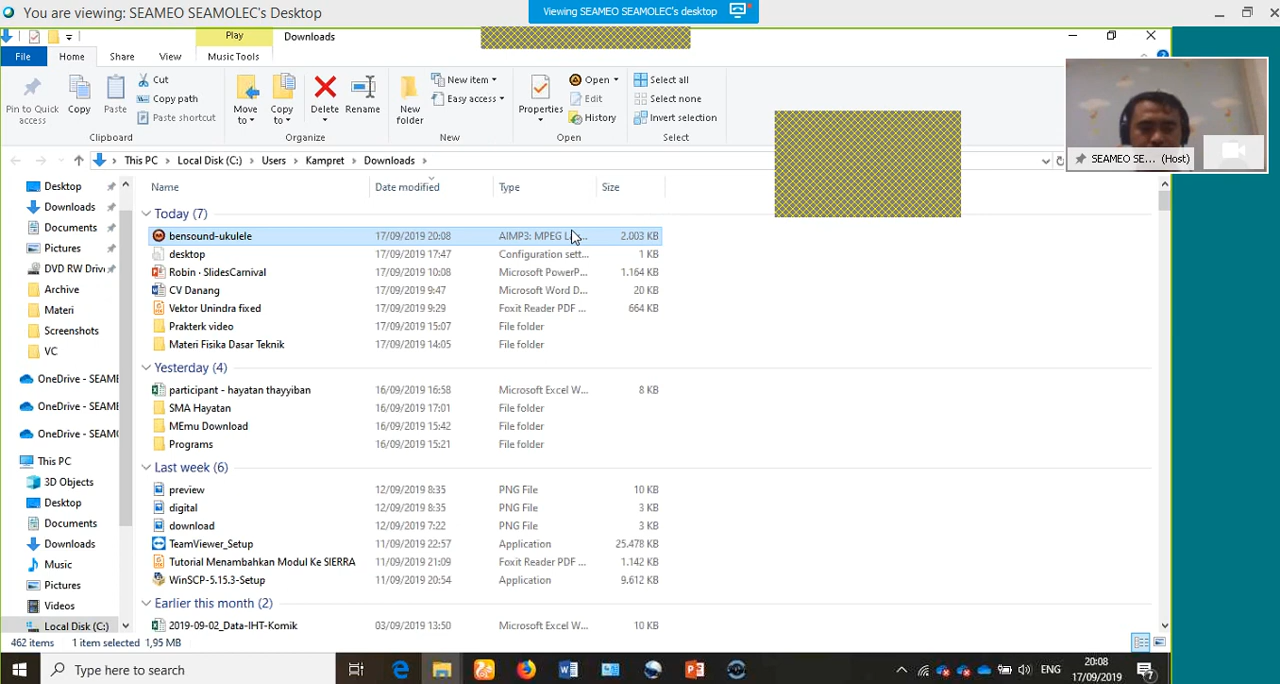 You are viewing: SEAMEO SEAMOLEC's Desktop
Viewing SEAMEO SEAMOLEC's desktop
Play
Downloads
File
Home
Share
View
Music Tools
Pin to Quick access
Copy
Paste
Cut
Copy path
Paste shortcut
Clipboard
Move to
Copy to
Delete
Rename
Organize
New folder
New item
Easy access
New
Properties
Open
Edit
History
Open
Select all
Select none
Invert selection
Select
SEAMEO SE... (Host)
This PC > Local Disk (C:) > Users > Kampret > Downloads >
Desktop
Downloads
Documents
Pictures
DVD RW Driv
Archive
Materi
Screenshots
VC
OneDrive - SEAME
OneDrive - SEAME
OneDrive - SEAMO
This PC
3D Objects
Desktop
Documents
Downloads
Music
Pictures
Videos
Local Disk (C:)
Name Date modified Type Size
Today (7)
bensound-ukulele 17/09/2019 20:08 AIMP3: MPEG L... 2.003 KB
desktop 17/09/2019 17:47 Configuration sett... 1 KB
Robin · SlidesCarnival 17/09/2019 10:08 Microsoft PowerP... 1.164 KB
CV Danang 17/09/2019 9:47 Microsoft Word D... 20 KB
Vektor Unindra fixed 17/09/2019 9:29 Foxit Reader PDF ... 664 KB
Prakterk video 17/09/2019 15:07 File folder
Materi Fisika Dasar Teknik 17/09/2019 14:05 File folder
Yesterday (4)
participant - hayatan thayyiban 16/09/2019 16:58 Microsoft Excel W... 8 KB
SMA Hayatan 16/09/2019 17:01 File folder
MEmu Download 16/09/2019 15:42 File folder
Programs 16/09/2019 15:21 File folder
Last week (6)
preview 12/09/2019 8:35 PNG File 10 KB
digital 12/09/2019 8:35 PNG File 3 KB
download 12/09/2019 7:22 PNG File 3 KB
TeamViewer_Setup 11/09/2019 22:57 Application 25.478 KB
Tutorial Menambahkan Modul Ke SIERRA 11/09/2019 21:09 Foxit Reader PDF ... 1.142 KB
WinSCP-5.15.3-Setup 11/09/2019 20:54 Application 9.612 KB
Earlier this month (2)
2019-09-02_Data-IHT-Komik 03/09/2019 13:50 Microsoft Excel W... 10 KB
462 items 1 item selected 1,95 MB
Type here to search
ENG
20:08
17/09/2019
7